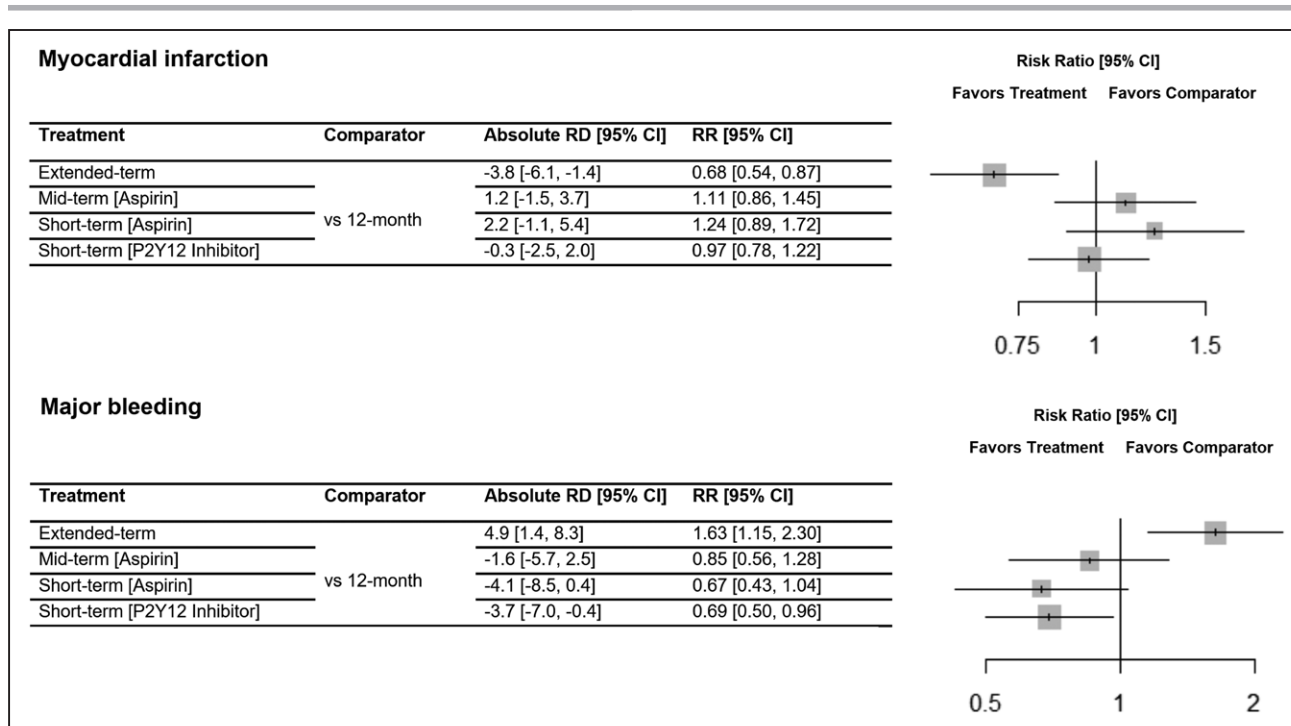 Myocardial infarction
Risk Ratio [95% CI]
Favors Treatment Favors Comparator
Treatment Comparator Absolute RD [95% CI] RR [95% CI]
Extended-term -3.8 [-6.1, -1.4] 0.68 [0.54, 0.87]
Mid-term [Aspirin] 1.2 [-1.5, 3.7] 1.11 [0.86, 1.45]
vs 12-month
Short-term [Aspirin] 2.2 [-1.1, 5.4] 1.24 [0.89, 1.72]
Short-term [P2Y12 Inhibitor] -0.3 [-2.5, 2.0] 0.97 [0.78, 1.22]
0.75 1 1.5
Major bleeding
Risk Ratio [95% CI]
Favors Treatment Favors Comparator
Treatment Comparator Absolute RD [95% CI] RR [95% CI]
Extended-term 4.9 [1.4, 8.3] 1.63 [1.15, 2.30]
Mid-term [Aspirin] -1.6 [-5.7, 2.5] 0.85 [0.56, 1.28]
vs 12-month
Short-term [Aspirin] -4.1 [-8.5, 0.4] 0.67 [0.43, 1.04]
Short-term [P2Y12 Inhibitor] -3.7 [-7.0, -0.4] 0.69 [0.50, 0.96]
0.5 1 2